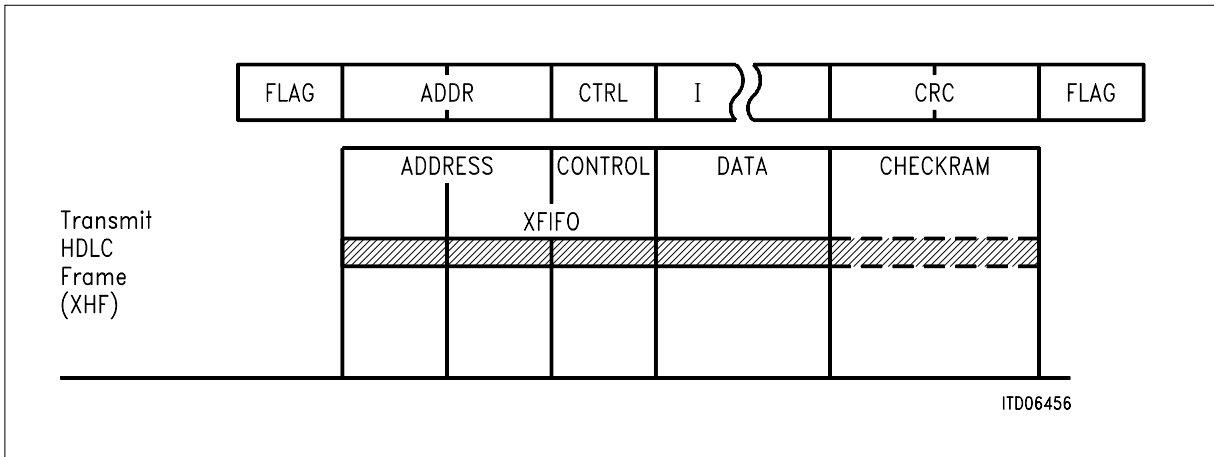 FLAG ADDR CTRL I CRC FLAG
ADDRESS CONTROL DATA CHECKRAM
XFIFO
Transmit
HDLC
Frame
(XHF)
ITD06456